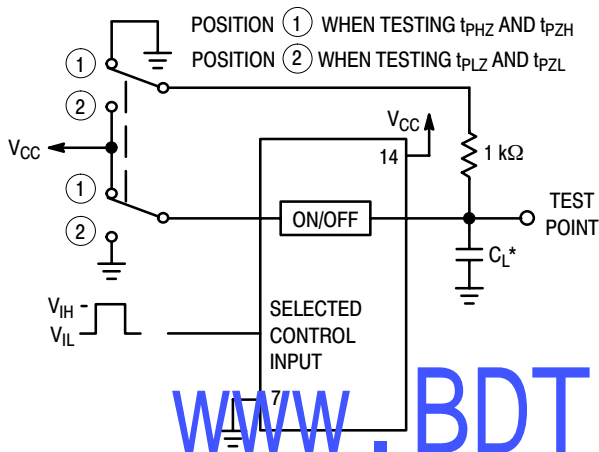 POSITION 1 WHEN TESTING tPHZ AND tPZH
POSITION 2 WHEN TESTING tPLZ AND tPZL
1
2
VCC
1
2
VCC
14
1 kΩ
ON/OFF
TEST
POINT
CL*
VIH
VIL
SELECTED
CONTROL
INPUT
7
www.BDT